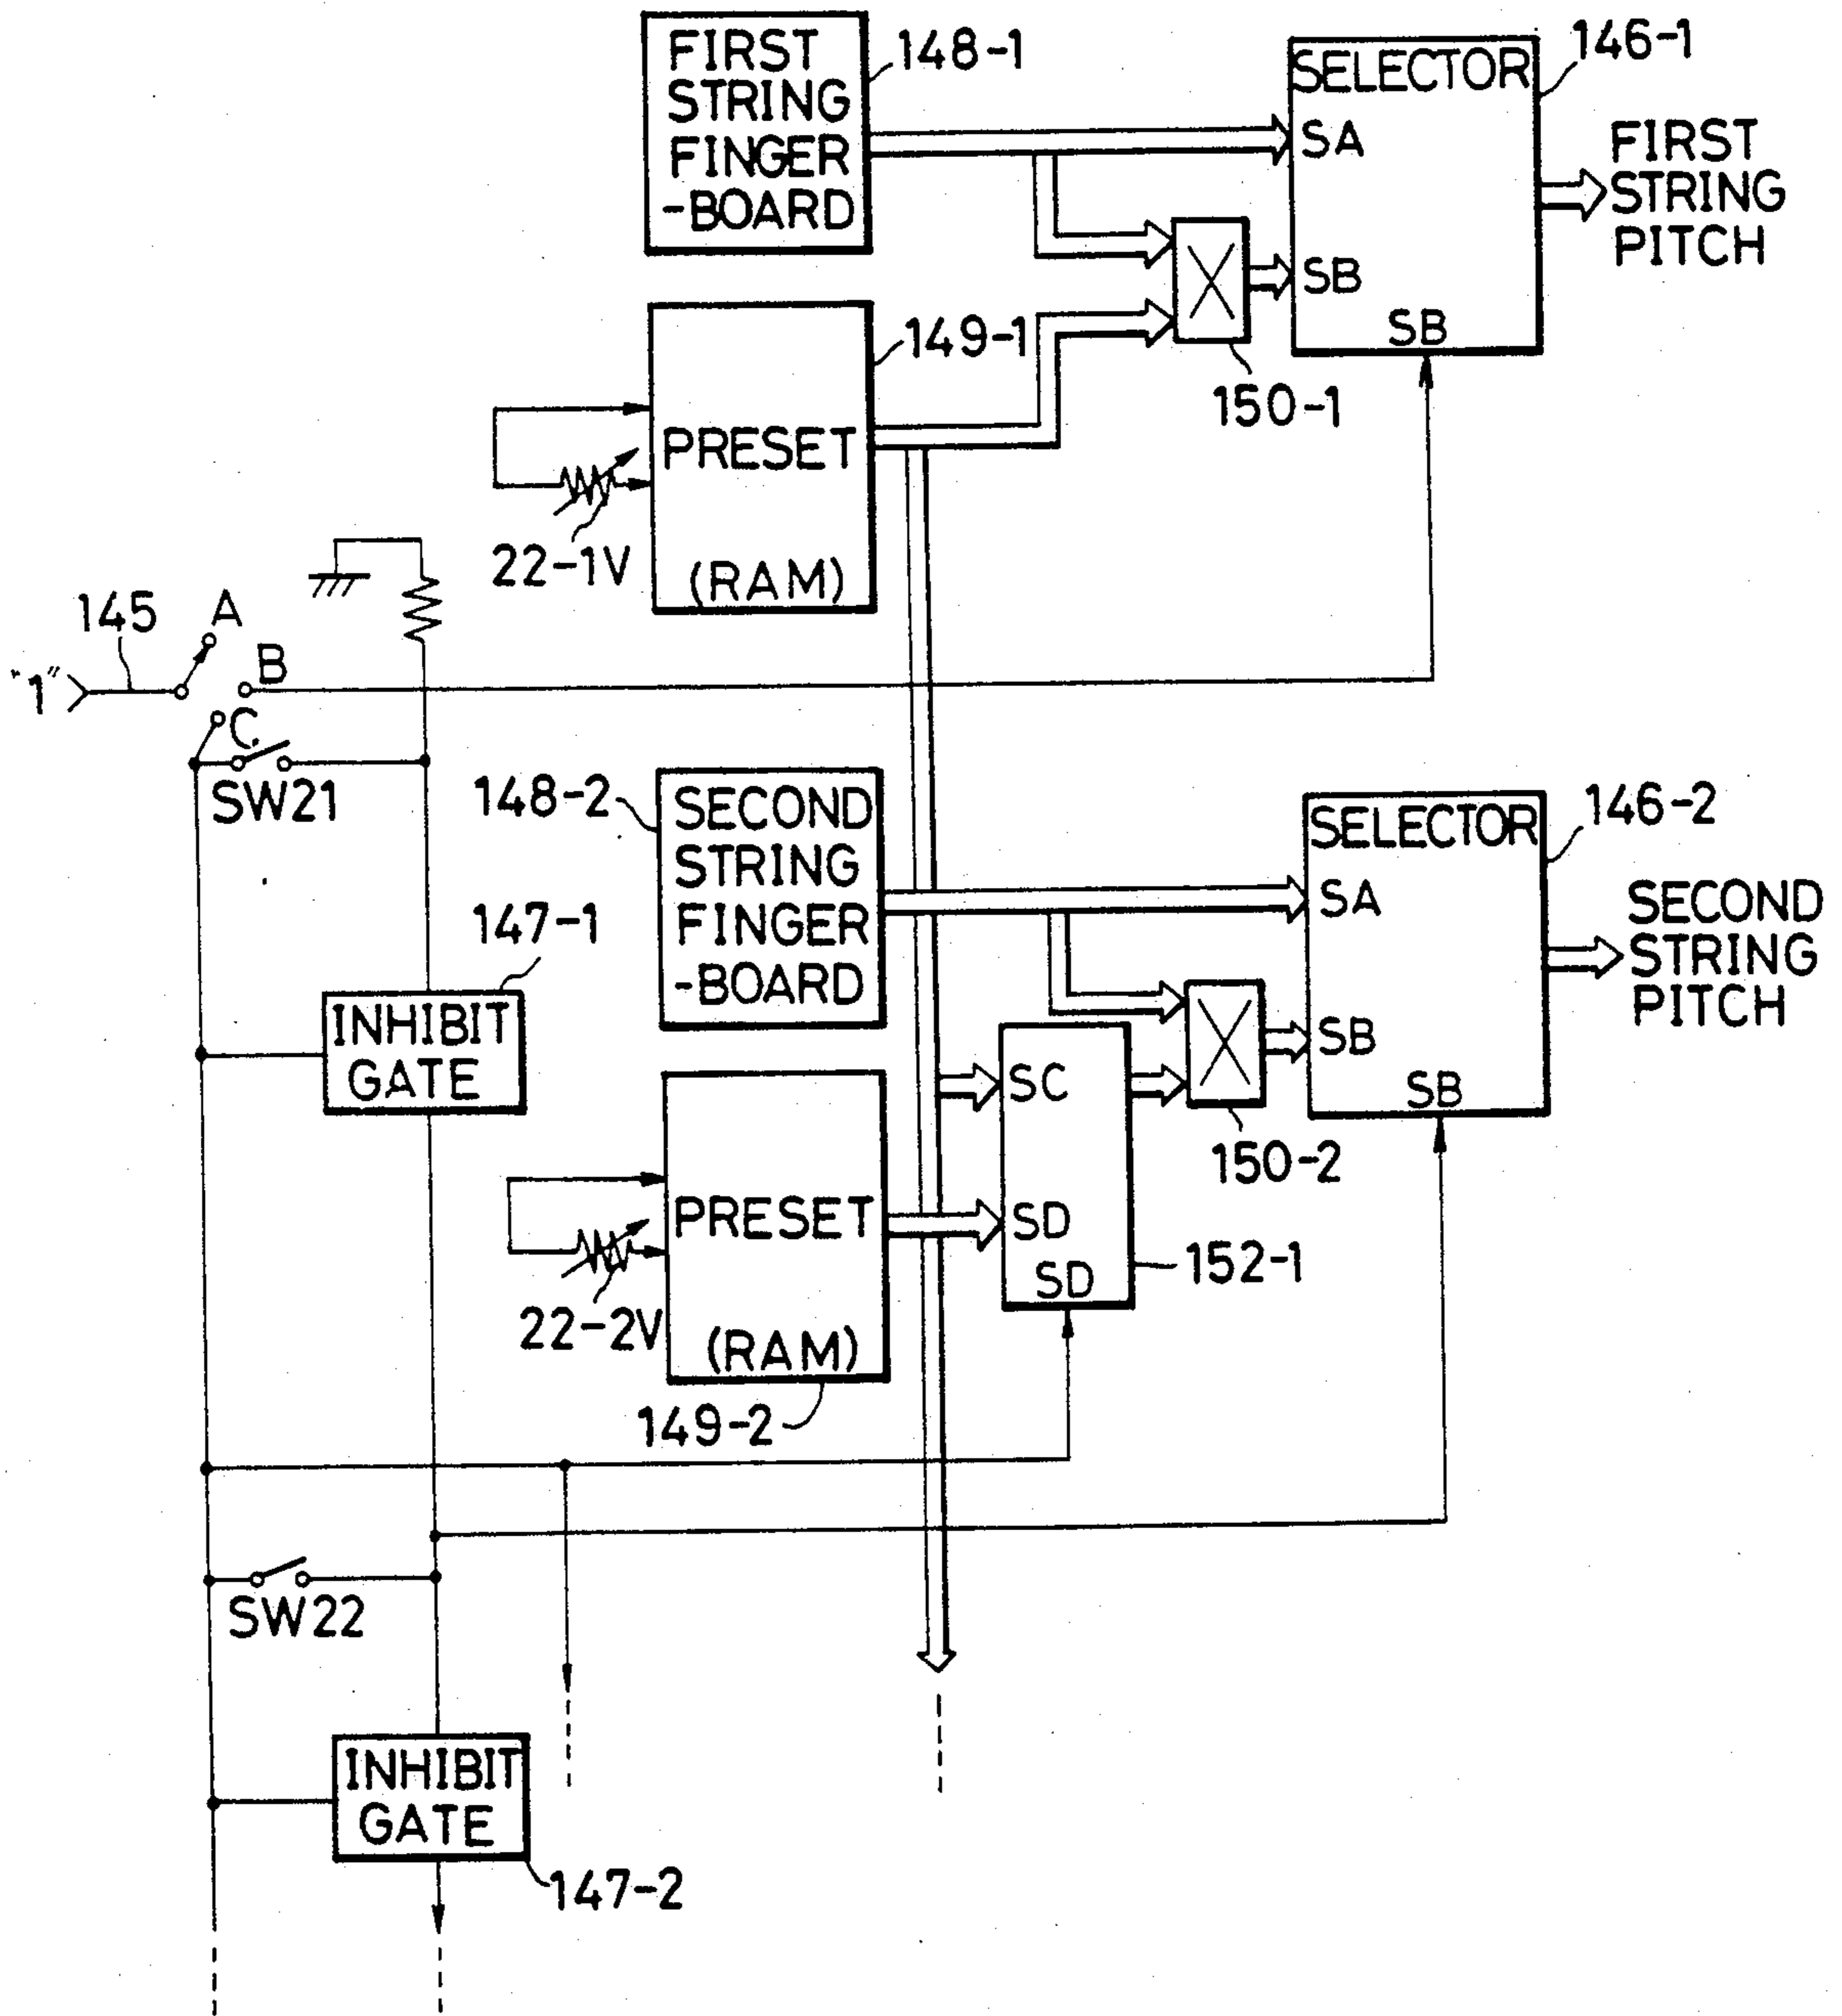 FIRST
STRING
FINGER
-BOARD
148-1
SELECTOR
146-1
SA
SB
SB
FIRST
STRING
PITCH
150-1
149-1
PRESET
(RAM)
22-1V
145
"1"
A
B
C
SW21
148-2
SECOND
STRING
FINGER
-BOARD
SELECTOR
146-2
SA
SB
SB
SECOND
STRING
PITCH
147-1
INHIBIT
GATE
SC
SD
SD
150-2
152-1
PRESET
(RAM)
22-2V
149-2
SW22
INHIBIT
GATE
147-2